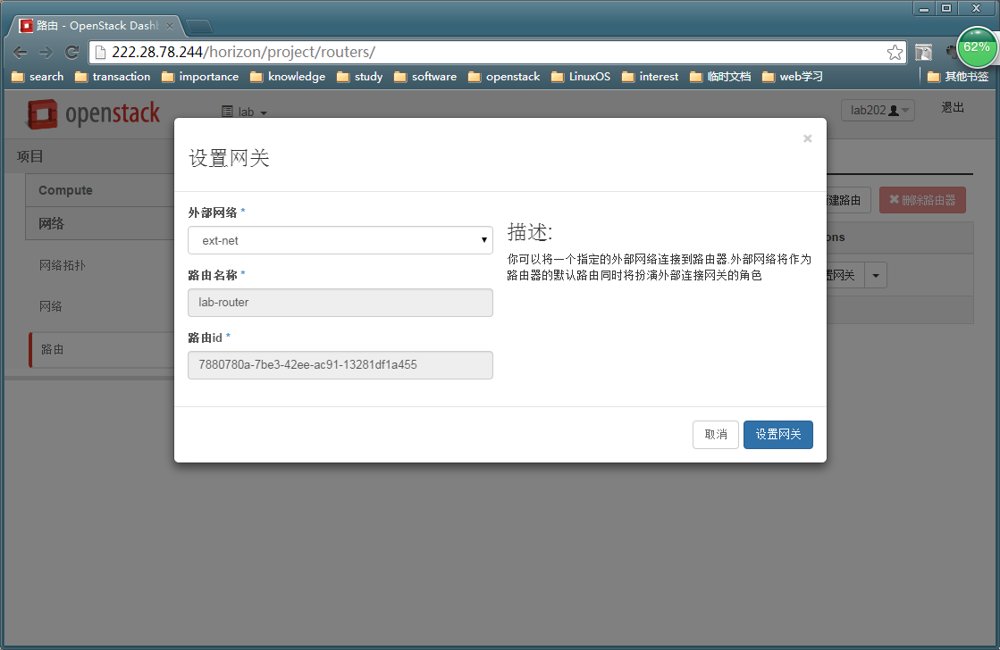 路由 - OpenStack Dash
222.28.78.244/horizon/project/routers/
62%
search transaction importance knowledge study software openstack LinuxOS interest 临时文档 web学习 其他书签
openstack lab lab202 退出
项目
Compute
网络
网络拓扑
网络
路由
建路由 删除路由器
ons
置网关
设置网关
×
外部网络 *
ext-net
路由名称 *
lab-router
路由id *
7880780a-7be3-42ee-ac91-13281df1a455
描述:
你可以将一个指定的外部网络连接到路由器.外部网络将作为
路由器的默认路由同时将扮演外部连接网关的角色
取消 设置网关